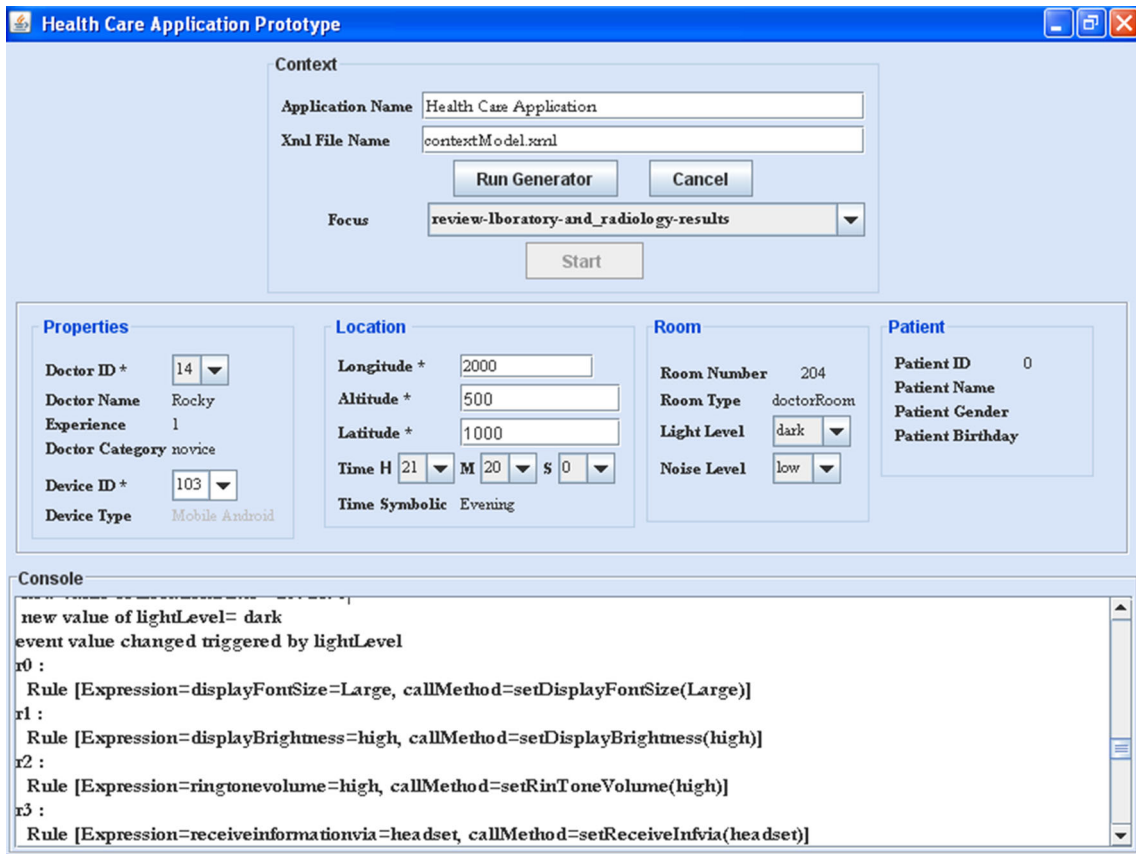 Health Care Application Prototype
Context
Application Name Health Care Application
Xml File Name contextModel.xml
Run Generator Cancel
Focus review-lboratory-and_radiology-results
Start
Properties
Doctor ID * 14
Doctor Name Rocky
Experience 1
Doctor Category novice
Device ID * 103
Device Type Mobile Android
Location
Longitude * 2000
Altitude * 500
Latitude * 1000
Time H 21 M 20 S 0
Time Symbolic Evening
Room
Room Number 204
Room Type doctorRoom
Light Level dark
Noise Level low
Patient
Patient ID 0
Patient Name
Patient Gender
Patient Birthday
Console
new value of lightLevel= dark
event value changed triggered by lightLevel
r0 :
Rule [Expression=displayFontSize=Large, callMethod=setDisplayFontSize(Large)]
r1 :
Rule [Expression=displayBrightness=high, callMethod=setDisplayBrightness(high)]
r2 :
Rule [Expression=ringtonevolume=high, callMethod=setRinToneVolume(high)]
r3 :
Rule [Expression=receiveinformationvia=headset, callMethod=setReceiveInfvia(headset)]